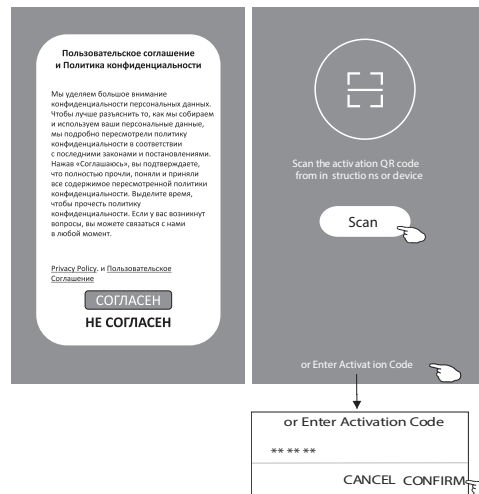 Пользовательское соглашение
и Политика конфиденциальности
Мы уделяем большое внимание
конфиденциальности персональных данных.
Чтобы лучше разъяснить то, как мы собираем
и используем ваши персональные данные,
мы подробно пересмотрели политику
конфиденциальности в соответствии
с последними законами и постановлениями.
Нажав «Соглашаюсь», вы подтверждаете,
что полностью прочли, поняли и приняли
все содержимое пересмотренной политики
конфиденциальности. Выделите время,
чтобы прочесть политику
конфиденциальности. Если у вас возникнут
вопросы, вы можете связаться с нами
в любой момент.
Privacy Policy. и Пользовательское
Соглашение
СОГЛАСЕН
НЕ СОГЛАСЕН
Scan the activation QR code
from in structio ns or device
Scan
or Enter Activat ion Code
or Enter Activation Code
** ** **
CANCEL CONFIRM